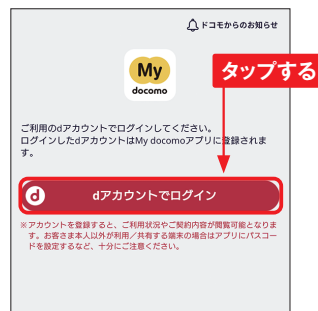 ドコモからのお知らせ
My
docomo
タップする
ご利用のdアカウントでログインしてください。
ログインしたdアカウントはMy docomoアプリに登録されま
す。
d dアカウントでログイン
※アカウントを登録すると、ご利用状況やご契約内容が閲覧可能となりま
す。お客さま本人以外が利用／共有する端末の場合はアプリにパスコー
ドを設定するなど、十分にご注意ください。